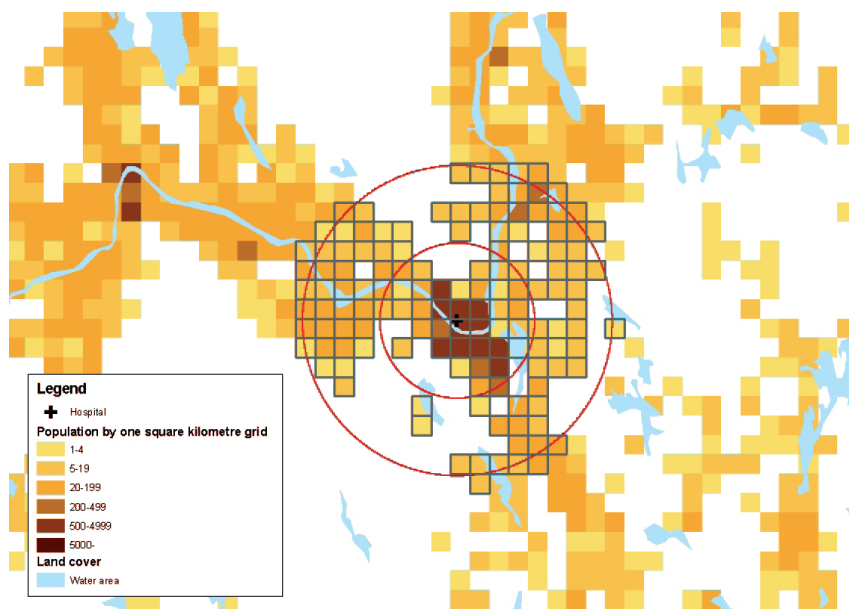 Legend
Hospital
Population by one square kilometre grid
1-4
5-19
20-199
200-499
500-4999
5000-
Land cover
Water area